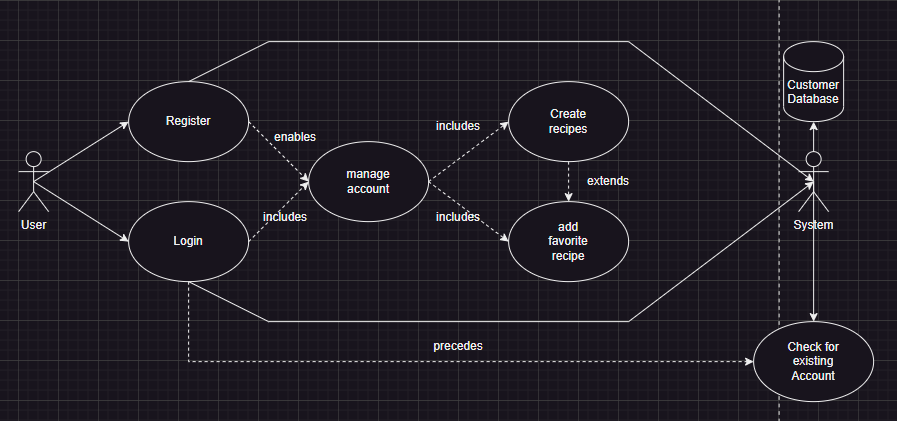 Customer
Database
Register
Create
recipes
includes
enables
manage
account
extends
User
includes
includes
System
Login
add
favorite
recipe
precedes
Check for
existing
Account